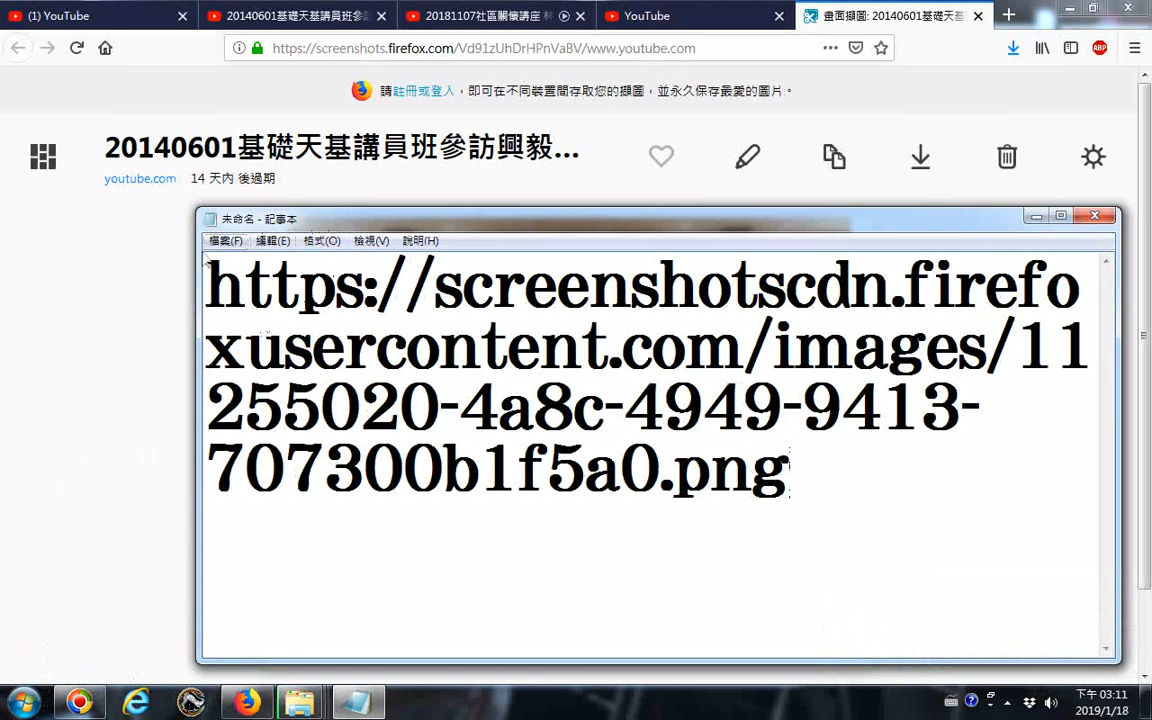 (1) YouTube
20140601基礎天基講員班參訪
20181107社區關懷講座 林
YouTube
畫面擷圖: 20140601基礎天基
https://screenshots.firefox.com/Vd91zUhDrHPnVaBV/www.youtube.com
ABP
請註冊或登入，即可在不同裝置間存取您的擷圖，並永久保存最愛的圖片。
20140601基礎天基講員班參訪興毅...
youtube.com 14 天內 後過期
未命名 - 記事本
檔案(F) 編輯(E) 格式(O) 檢視(V) 說明(H)
https://screenshotscdn.firefo
xusercontent.com/images/11
255020-4a8c-4949-9413-
707300b1f5a0.png
下午 03:11
2019/1/18